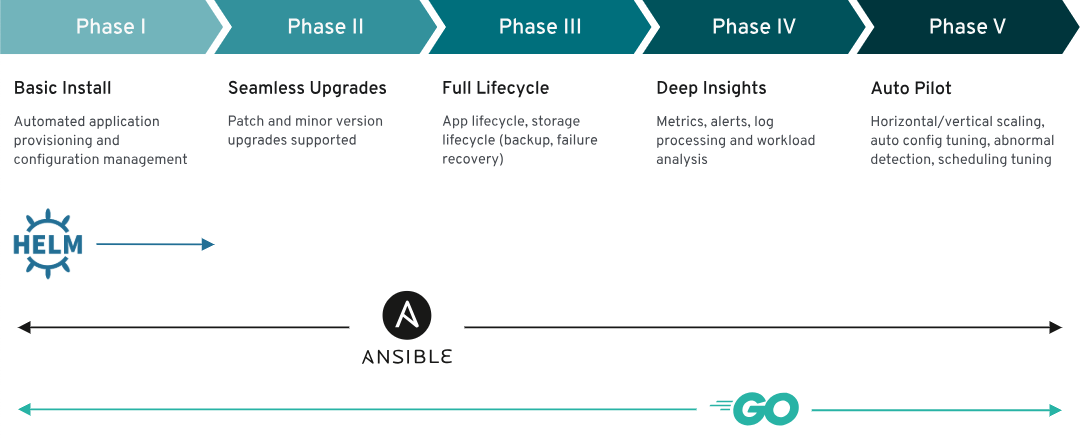 Phase I
Phase II
Phase III
Phase IV
Phase V
Basic Install
Automated application
provisioning and
configuration management
Seamless Upgrades
Patch and minor version
upgrades supported
Full Lifecycle
App lifecycle, storage
lifecycle (backup, failure
recovery)
Deep Insights
Metrics, alerts, log
processing and workload
analysis
Auto Pilot
Horizontal/vertical scaling,
auto config tuning, abnormal
detection, scheduling tuning
HELM
A
ANSIBLE
GO